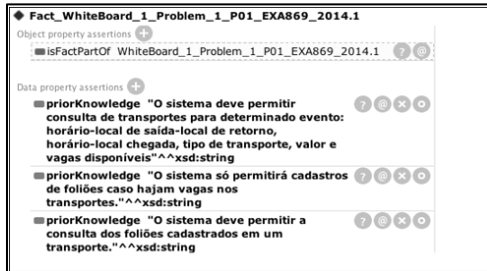 Fact_WhiteBoard_1_Problem_1_P01_EXA869_2014.1
Object property assertions
isFactPartOf WhiteBoard_1_Problem_1_P01_EXA869_2014.1
Data property assertions
priorKnowledge "O sistema deve permitir
consulta de transportes para determinado evento:
horário-local de saída-local de retorno,
horário-local chegada, tipo de transporte, valor e
vagas disponíveis"^^xsd:string
priorKnowledge "O sistema só permitirá cadastros
de foliões caso hajam vagas nos
transportes."^^xsd:string
priorKnowledge "O sistema deve permitir a
consulta dos foliões cadastrados em um
transporte."^^xsd:string